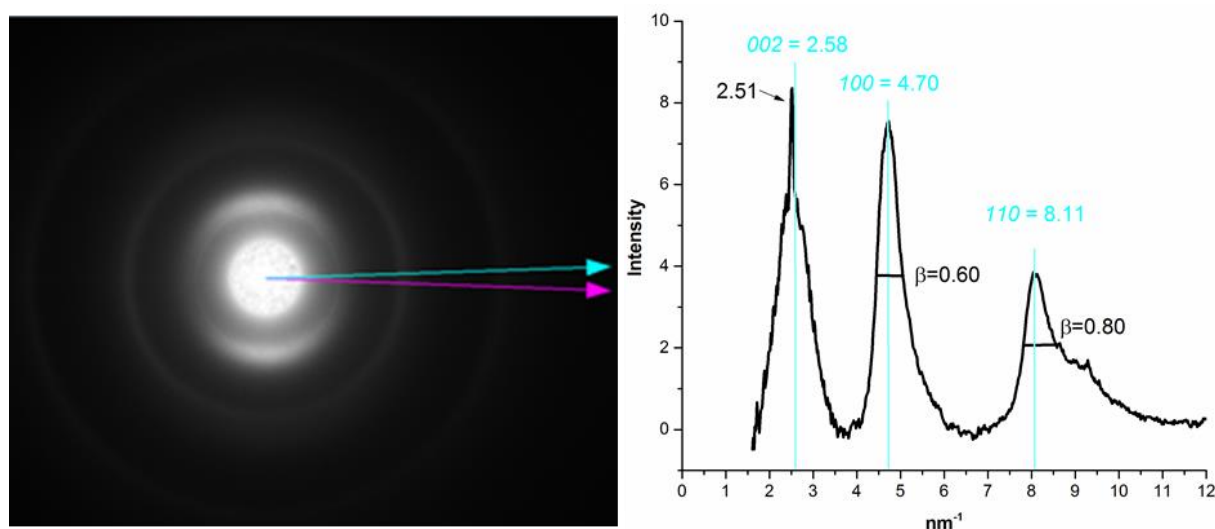 10
8
6
4
2
0
Intensity
002 = 2.58
2.51
100 = 4.70
110 = 8.11
β=0.60
β=0.80
0 1 2 3 4 5 6 7 8 9 10 11 12
nm⁻¹